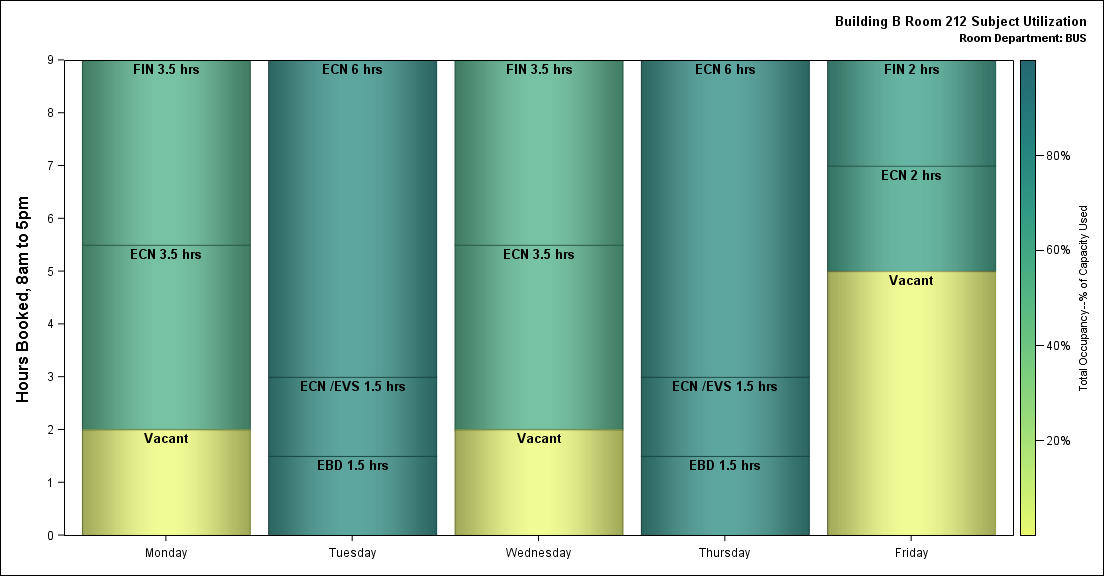 Building B Room 212 Subject Utilization
Room Department: BUS
Hours Booked, 8am to 5pm
9
8
7
6
5
4
3
2
1
0
FIN 3.5 hrs
ECN 3.5 hrs
Vacant
Monday
ECN 6 hrs
ECN /EVS 1.5 hrs
EBD 1.5 hrs
Tuesday
FIN 3.5 hrs
ECN 3.5 hrs
Vacant
Wednesday
ECN 6 hrs
ECN /EVS 1.5 hrs
EBD 1.5 hrs
Thursday
FIN 2 hrs
ECN 2 hrs
Vacant
Friday
80%
60%
40%
20%
Total Occupancy--% of Capacity Used